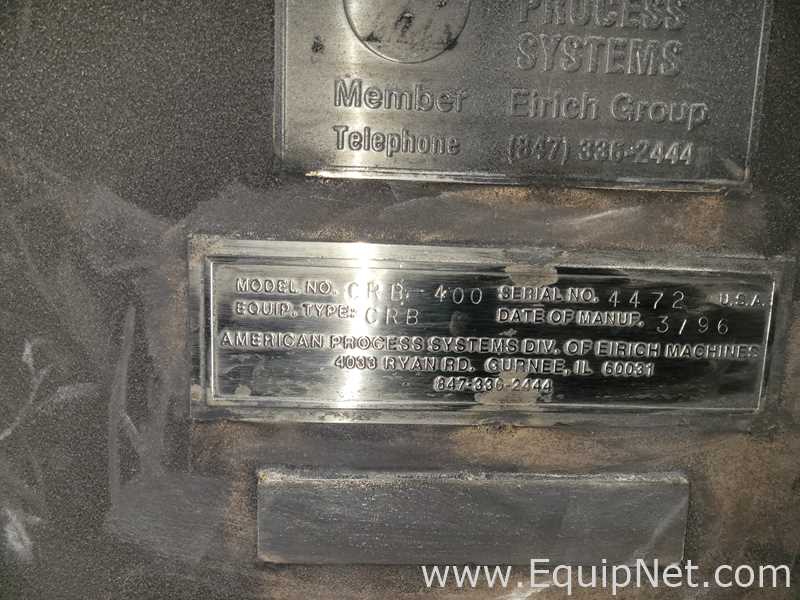 PROCESS
SYSTEMS
Member Eirich Group
Telephone (847) 336-2444
MODEL NO. CRB-400 SERIAL NO. 4472 U.S.A.
EQUIP. TYPE: CRB DATE OF MANUF. 3/96
AMERICAN PROCESS SYSTEMS DIV. OF EIRICH MACHINES
4033 RYAN RD. GURNEE, IL 60031
847-336-2444
www.EquipNet.com